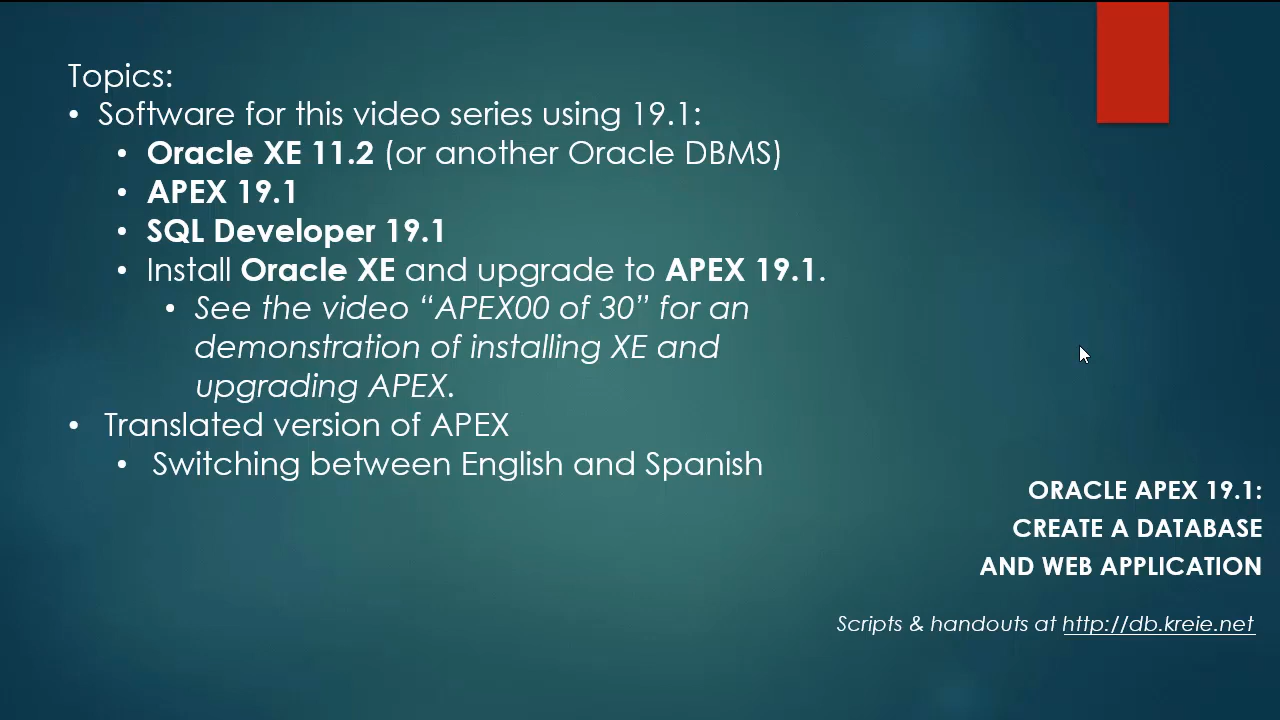 Topics:
• Software for this video series using 19.1:
• Oracle XE 11.2 (or another Oracle DBMS)
• APEX 19.1
• SQL Developer 19.1
• Install Oracle XE and upgrade to APEX 19.1.
• See the video “APEX00 of 30” for an
demonstration of installing XE and
upgrading APEX.
• Translated version of APEX
• Switching between English and Spanish
ORACLE APEX 19.1:
CREATE A DATABASE
AND WEB APPLICATION
Scripts & handouts at http://db.kreie.net